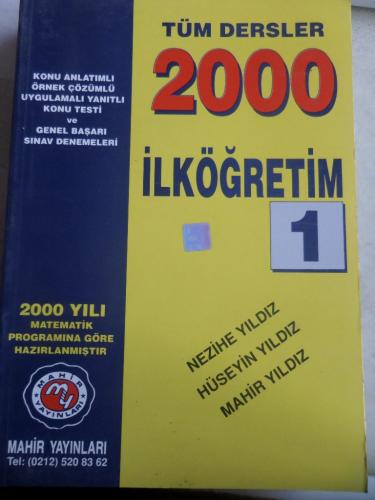 TÜM DERSLER
2000
İLKÖĞRETİM
1
KONU ANLATIMLI
ÖRNEK ÇÖZÜMLÜ
UYGULAMALI YANITLI
KONU TESTİ
ve
GENEL BAŞARI
SINAV DENEMELERİ
NEZİHE YILDIZ
HÜSEYİN YILDIZ
MAHİR YILDIZ
2000 YILI
MATEMATİK
PROGRAMINA GÖRE
HAZIRLANMIŞTIR
MAHİR
MY
YAYINLARI
MAHİR YAYINLARI
Tel: (0212) 520 83 62